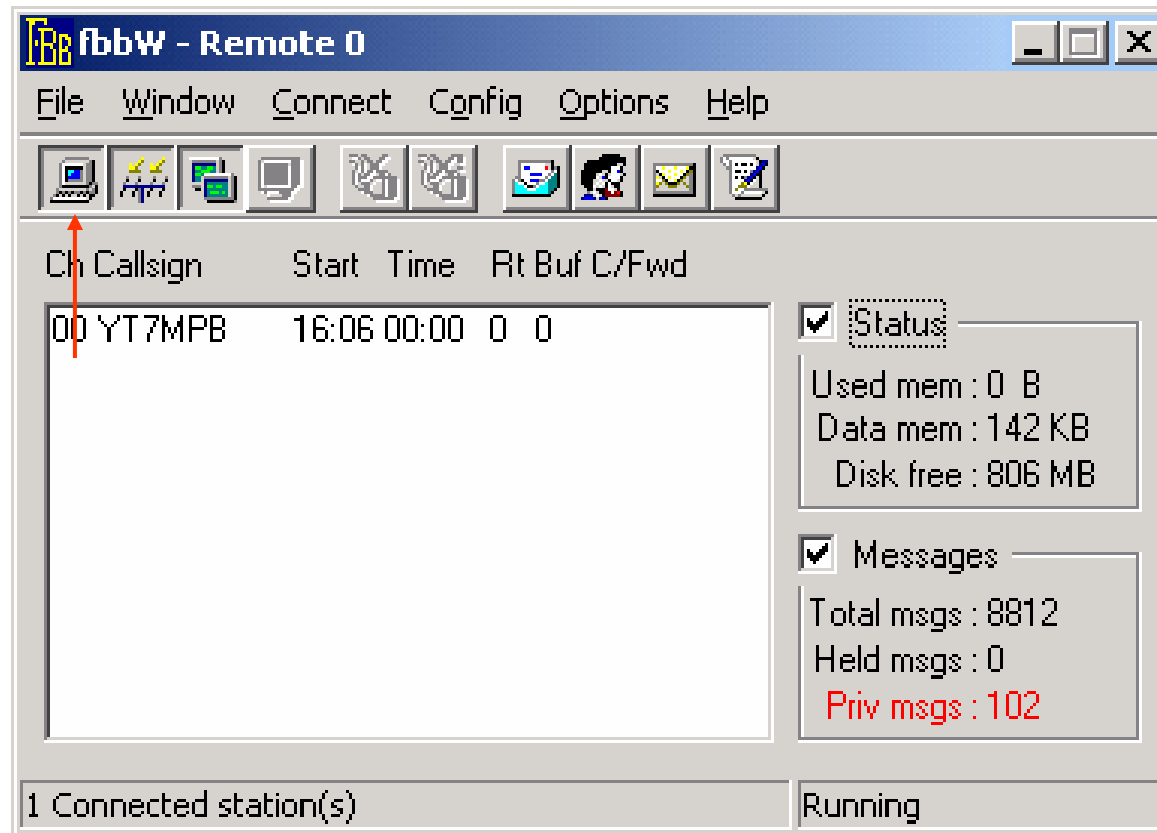 FBB fbbW - Remote 0
File Window Connect Config Options Help
Ch Callsign Start Time Rt Buf C/Fwd
00 YT7MPB 16:06 00:00 0 0
Status
Used mem : 0 B
Data mem : 142 KB
Disk free : 806 MB
Messages
Total msgs : 8812
Held msgs : 0
Priv msgs : 102
1 Connected station(s) Running